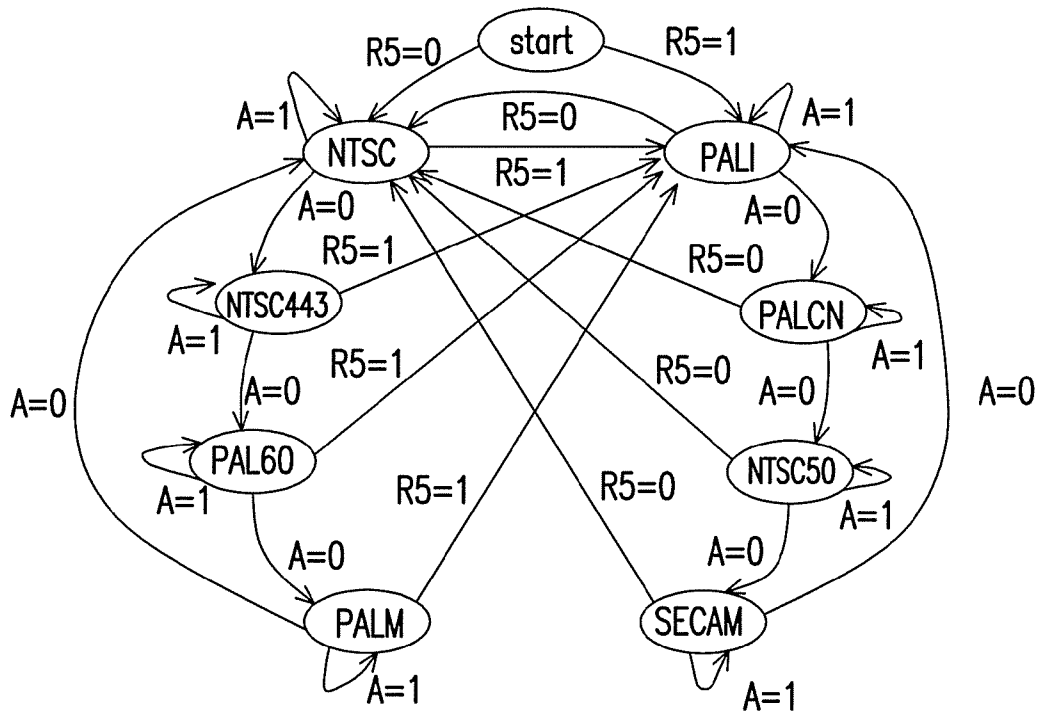 start
R5=0
R5=1
A=1
R5=0
A=1
NTSC
PALI
R5=1
A=0
A=0
R5=1
R5=0
NTSC443
PALCN
A=1
A=1
R5=1
R5=0
A=0
A=0
A=0
A=0
PAL60
NTSC50
A=1
R5=1
R5=0
A=1
A=0
A=0
PALM
SECAM
A=1
A=1